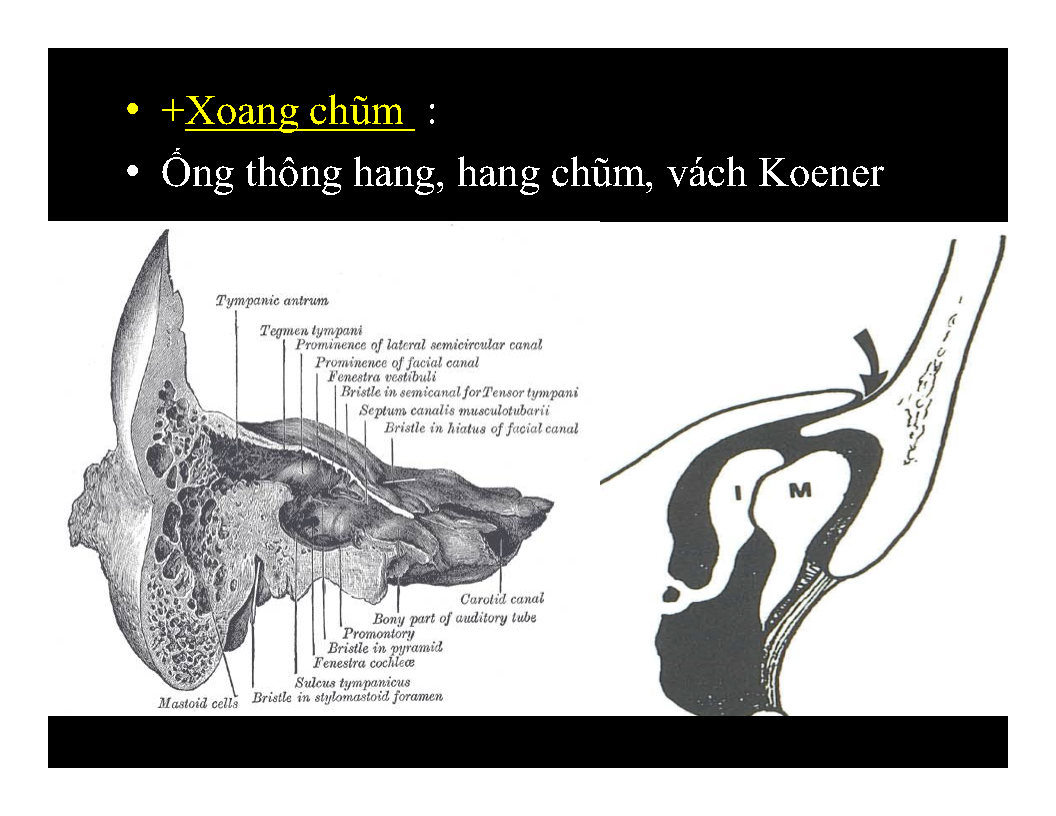 • +Xoang chũm :
• Ống thông hang, hang chũm, vách Koener
Tympanic antrum
Tegmen tympani
Prominence of lateral semicircular canal
Prominence of facial canal
Fenestra vestibuli
Bristle in semicanal for Tensor tympani
Septum canalis musculotubarii
Bristle in hiatus of facial canal
I M
Carotid canal
Bony part of auditory tube
Promontory
Bristle in pyramid
Fenestra cochleæ
Sulcus tympanicus
Bristle in stylomastoid foramen
Mastoid cells